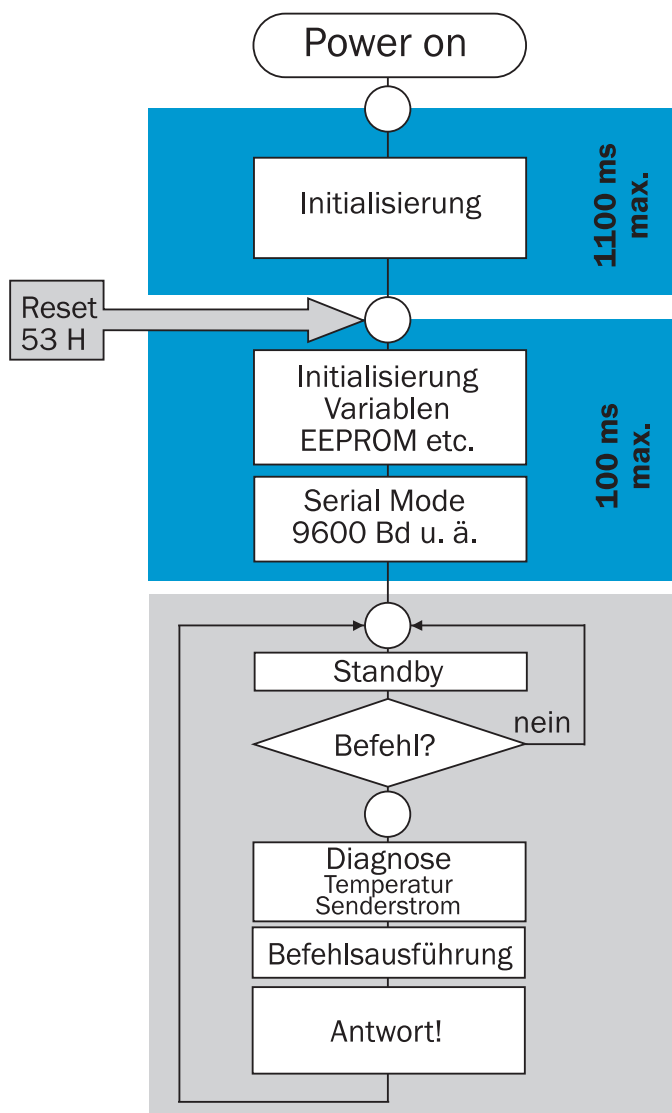 Power on
Initialisierung
1100 ms
max.
Reset
53 H
Initialisierung
Variablen
EEPROM etc.
100 ms
max.
Serial Mode
9600 Bd u. ä.
Standby
Befehl?
nein
Diagnose
Temperatur
Senderstrom
Befehlsausführung
Antwort!